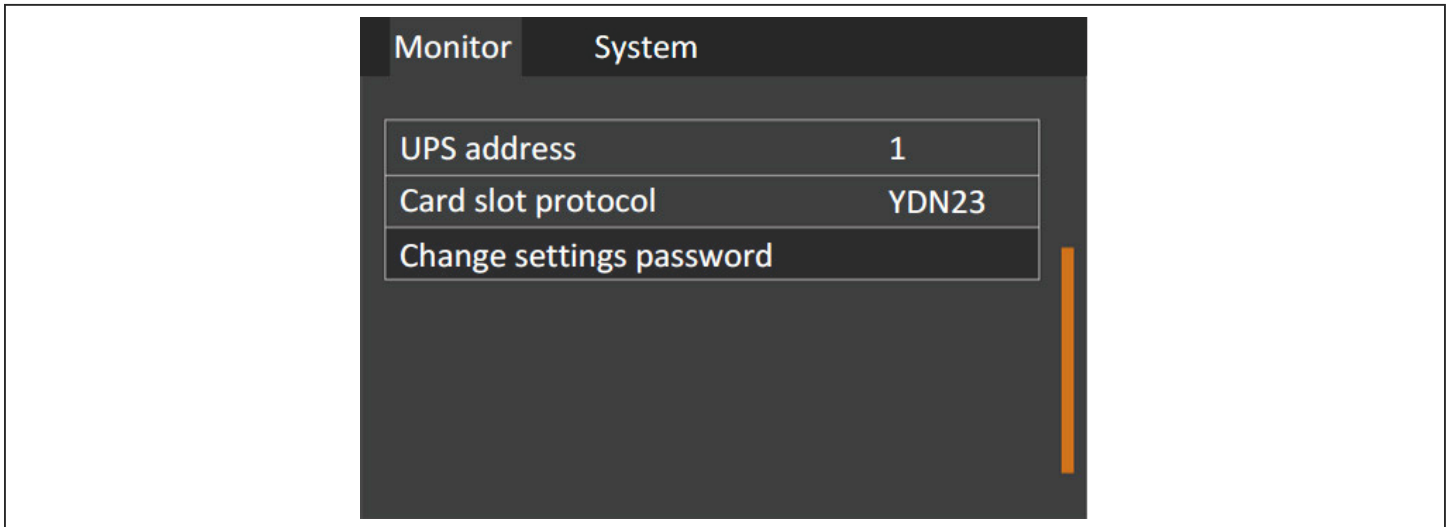 Monitor System
UPS address 1
Card slot protocol YDN23
Change settings password